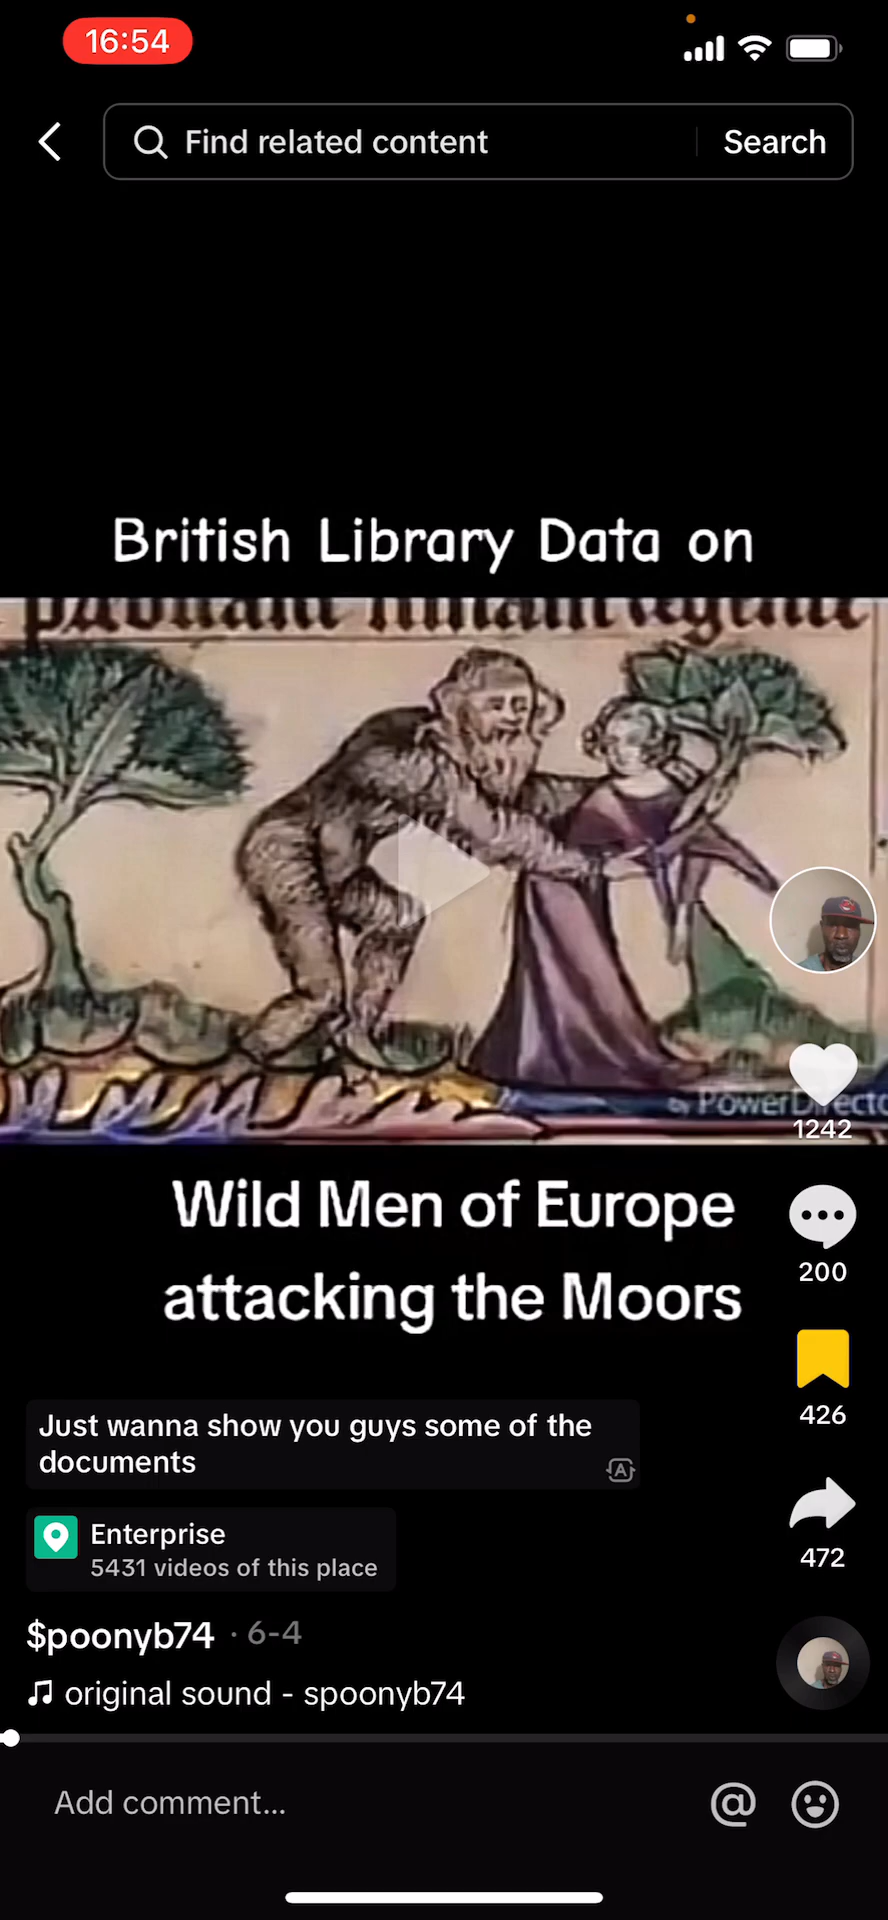 16:54
Find related content
Search
British Library Data on
by PowerDirecto
1242
Wild Men of Europe
attacking the Moors
200
426
Just wanna show you guys some of the
documents
Enterprise
5431 videos of this place
472
$poonyb74 · 6-4
original sound - spoonyb74
Add comment...